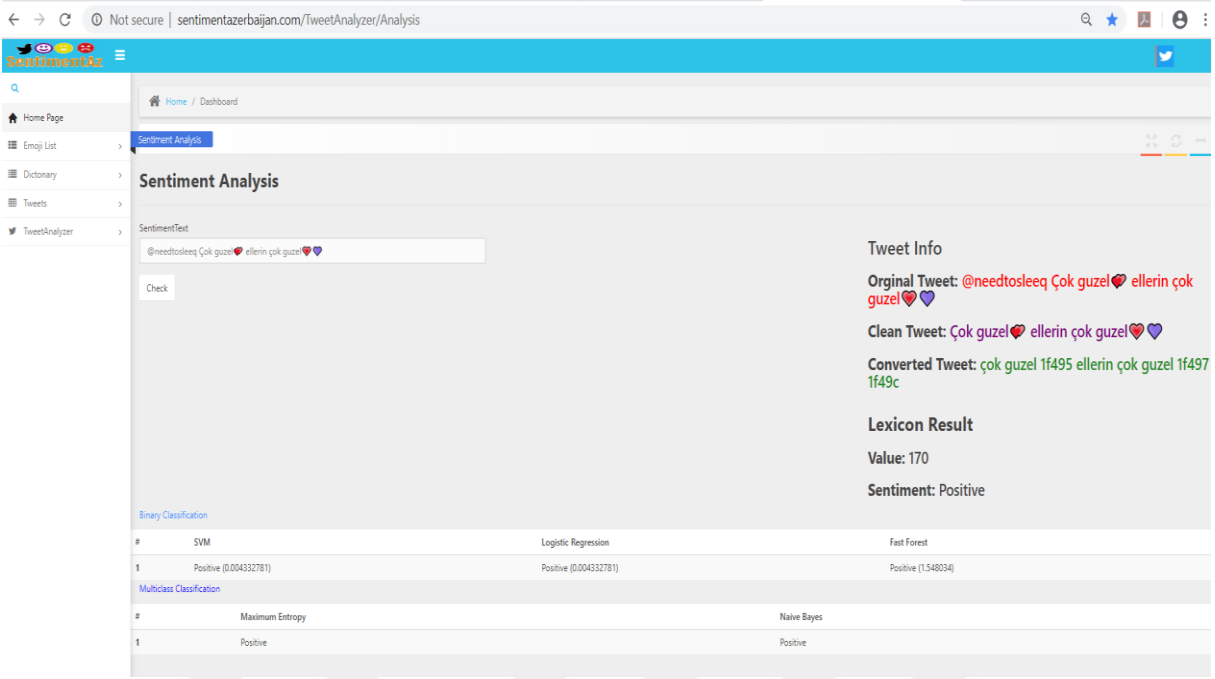 Not secure | sentimentazerbaijan.com/TweetAnalyzer/Analysis
SentimentAz
Home / Dashboard
Home Page
Emoji List
Dictonary
Tweets
TweetAnalyzer
Sentiment Analysis
Sentiment Analysis
SentimentText
@needtosleeq Çok guzel💕 ellerin çok guzel💗💜
Check
Tweet Info
Orginal Tweet: @needtosleeq Çok guzel💕 ellerin çok
guzel💗💜
Clean Tweet: Çok guzel💕 ellerin çok guzel💗💜
Converted Tweet: çok guzel 1f495 ellerin çok guzel 1f497
1f49c
Lexicon Result
Value: 170
Sentiment: Positive
Binary Classification
# SVM Logistic Regression Fast Forest
1 Positive (0.004332781) Positive (0.004332781) Positive (1.548034)
Multiclass Classification
# Maximum Entropy Naive Bayes
1 Positive Positive